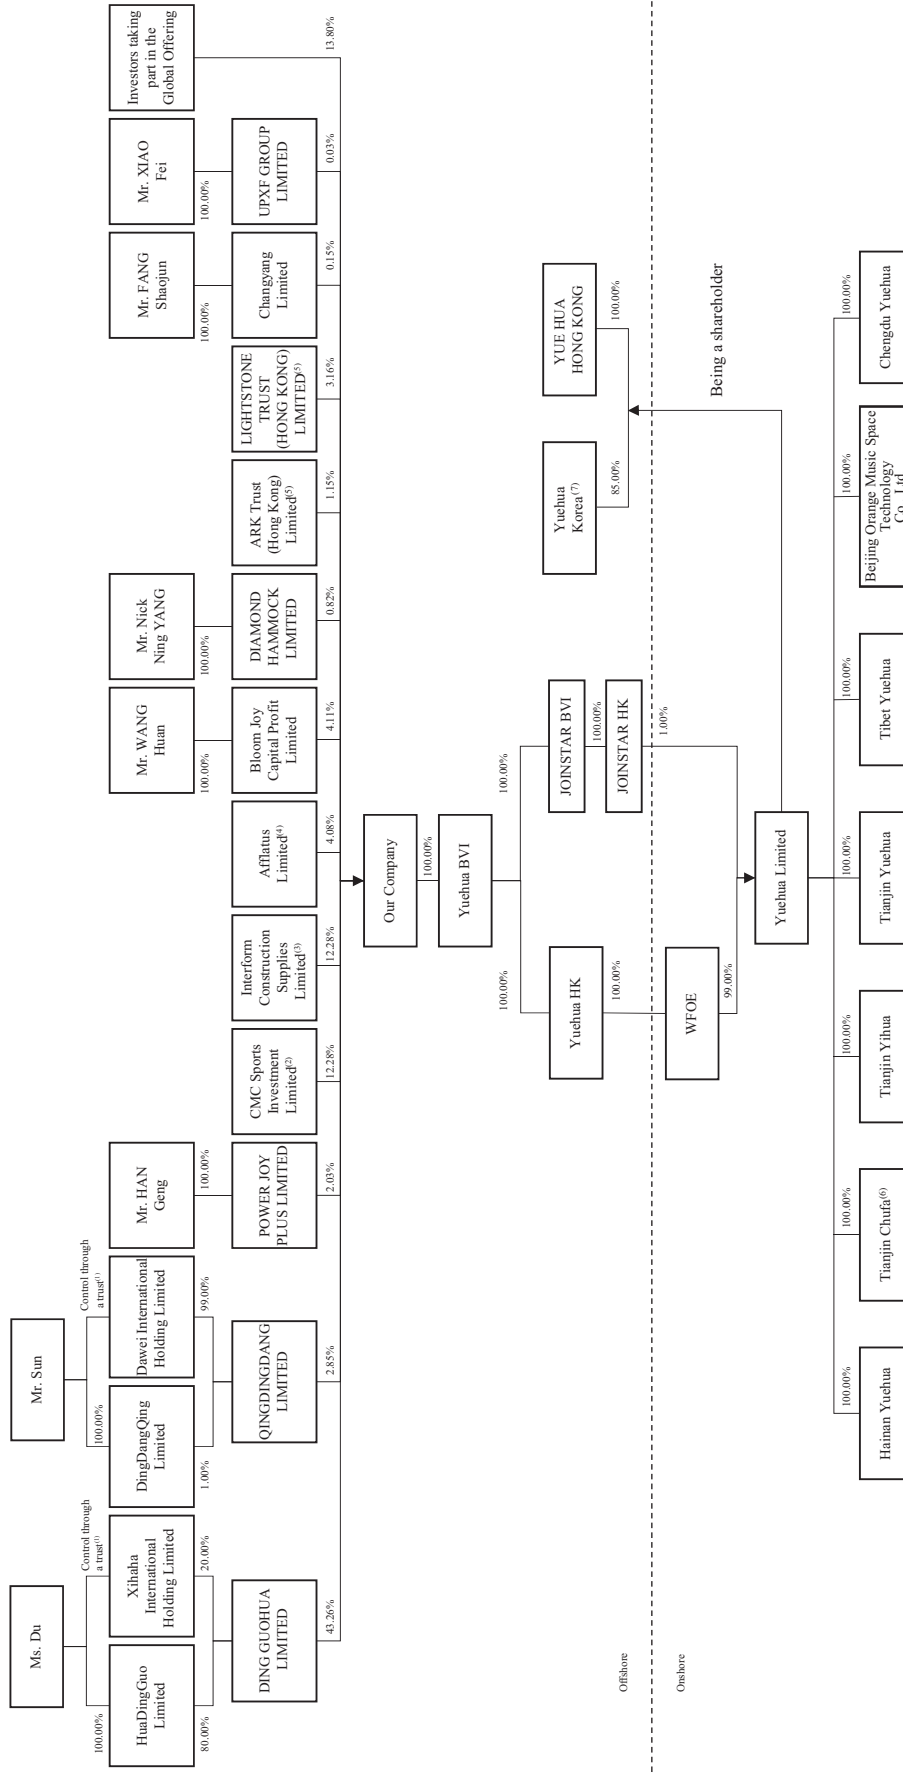 Ms. Du
Mr. Sun
100.00%
Control through
a trust(1)
100.00%
Control through
a trust(1)
HuaDingGuo
Limited
Xihaha
International
Holding Limited
DingDangQing
Limited
Dawei International
Holding Limited
Mr. HAN
Geng
Mr. WANG
Huan
Mr. Nick
Ning YANG
Mr. FANG
Shaojun
Mr. XIAO
Fei
Investors taking
part in the
Global Offering
80.00%
20.00%
1.00%
99.00%
100.00%
100.00%
100.00%
100.00%
100.00%
DING GUOHUA
LIMITED
QINGDINGDANG
LIMITED
POWER JOY
PLUS LIMITED
CMC Sports
Investment
Limited(2)
Interform
Construction
Supplies
Limited(3)
Afflatus
Limited(4)
Bloom Joy
Capital Profit
Limited
DIAMOND
HAMMOCK
LIMITED
ARK Trust
(Hong Kong)
Limited(5)
LIGHTSTONE
TRUST
(HONG KONG)
LIMITED(5)
Changyang
Limited
UPXF GROUP
LIMITED
43.26%
2.85%
2.03%
12.28%
12.28%
4.08%
4.11%
0.82%
1.15%
3.16%
0.15%
0.03%
13.80%
Our Company
100.00%
Yuehua BVI
100.00%
100.00%
Yuehua HK
JOINSTAR BVI
Yuehua
Korea(7)
YUE HUA
HONG KONG
100.00%
100.00%
JOINSTAR HK
85.00%
100.00%
Offshore
Onshore
WFOE
1.00%
99.00%
Being a shareholder
Yuehua Limited
100.00%
100.00%
100.00%
100.00%
100.00%
100.00%
100.00%
Hainan Yuehua
Tianjin Chufa(6)
Tianjin Yihua
Tianjin Yuehua
Tibet Yuehua
Beijing Orange Music Space
Technology
Co., Ltd.
Chengdu Yuehua